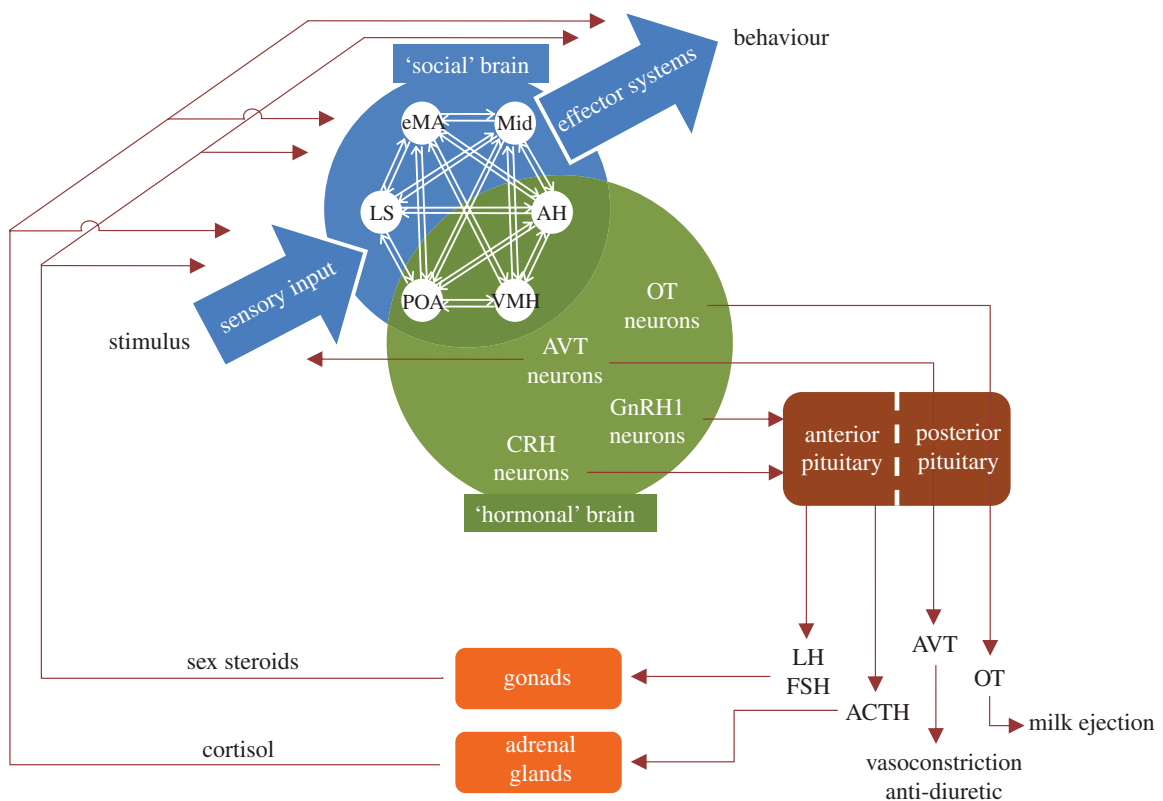 behaviour
‘social’ brain
effector systems
eMA
Mid
LS
AH
POA
VMH
sensory input
stimulus
OT
neurons
AVT
neurons
GnRH1
neurons
CRH
neurons
‘hormonal’ brain
anterior
pituitary
posterior
pituitary
sex steroids
gonads
LH
FSH
AVT
OT
ACTH
milk ejection
cortisol
adrenal
glands
vasoconstriction
anti-diuretic